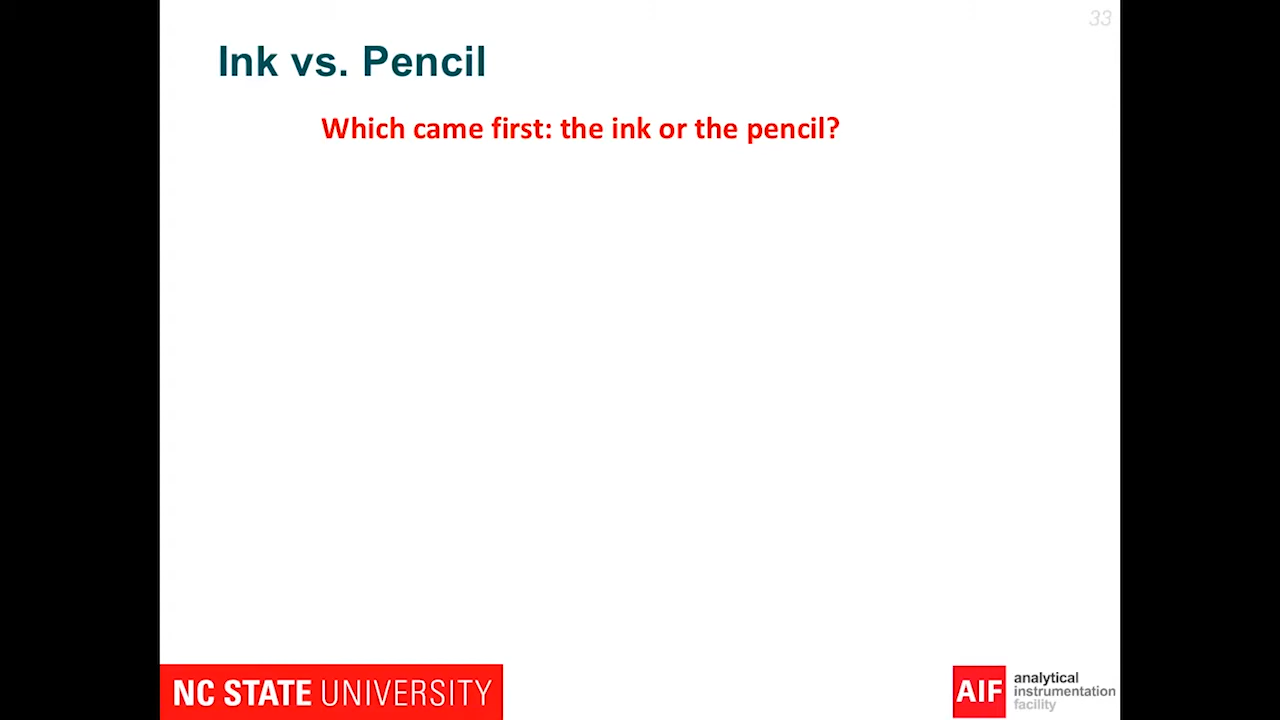 33
Ink vs. Pencil
Which came first: the ink or the pencil?
NC STATE UNIVERSITY
AIF
analytical
instrumentation
facility